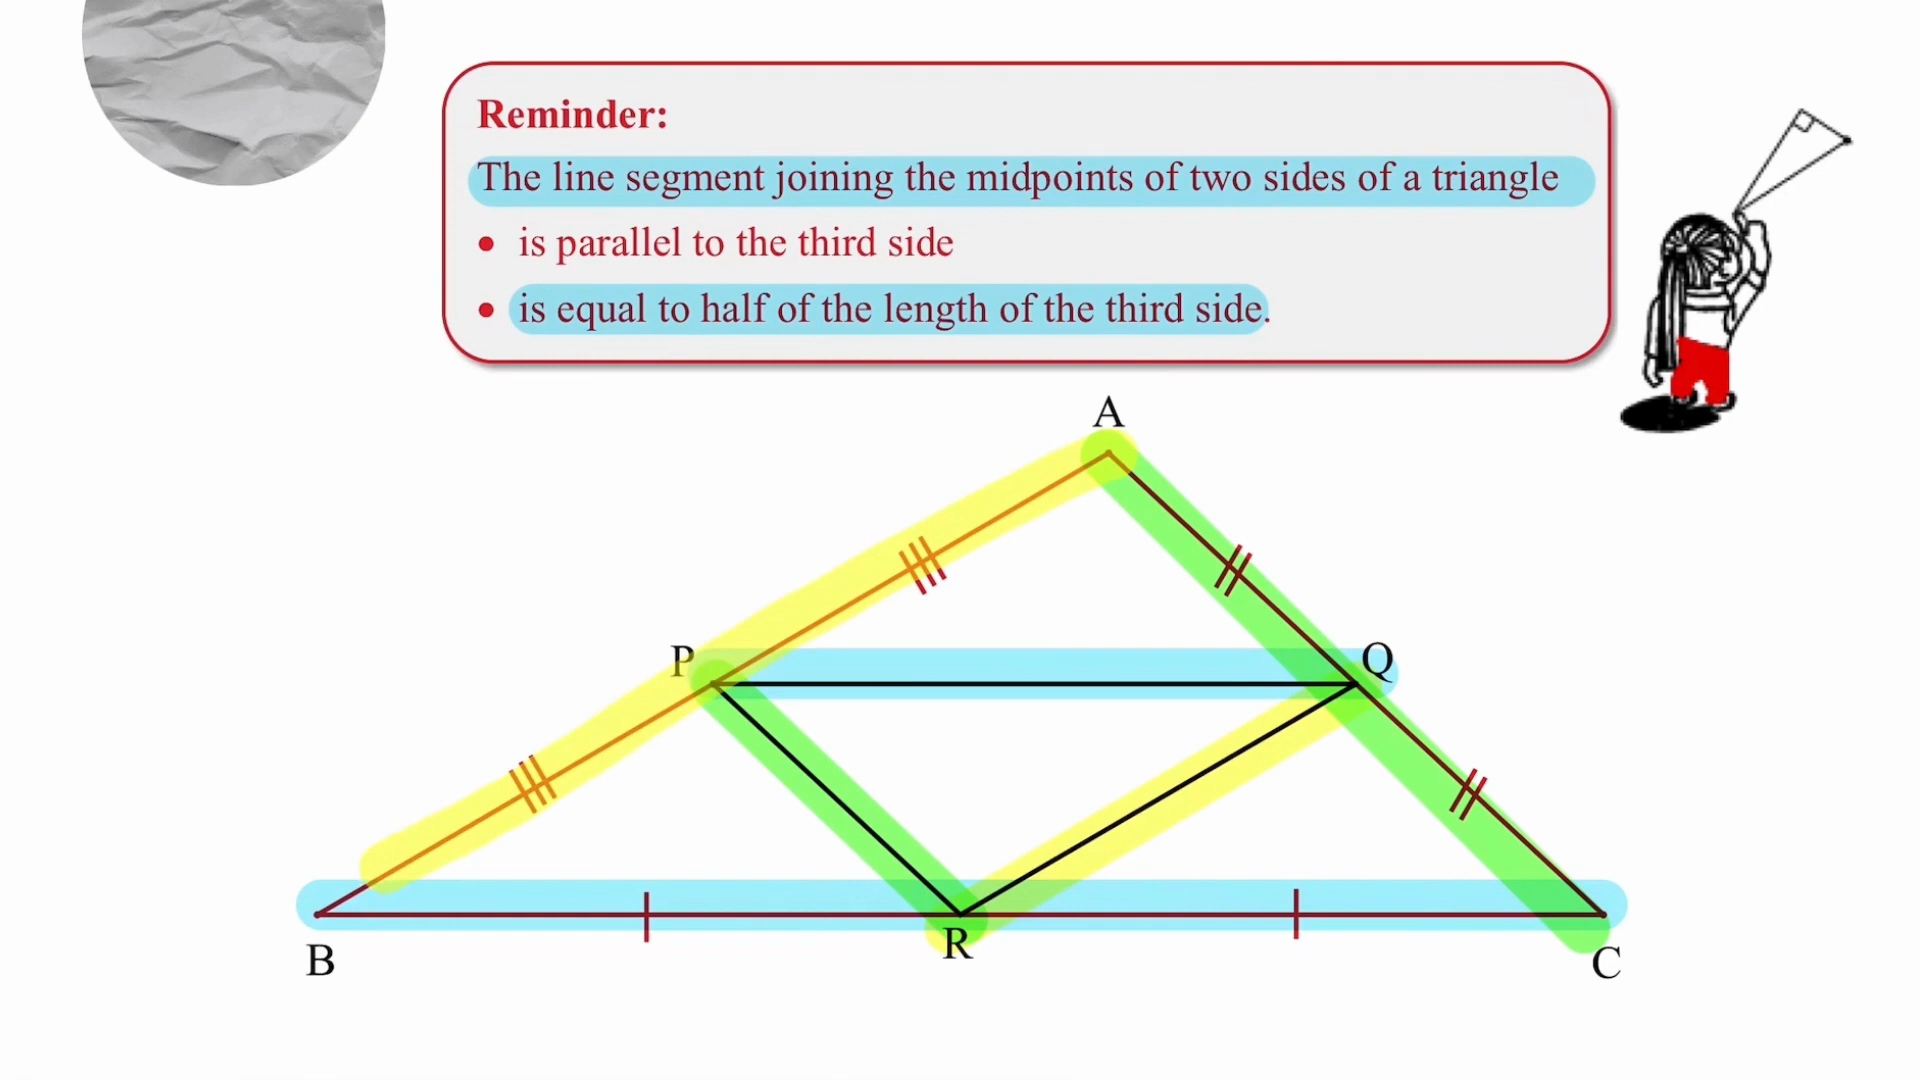 Reminder:
The line segment joining the midpoints of two sides of a triangle
• is parallel to the third side
• is equal to half of the length of the third side.
A
P
Q
B
R
C